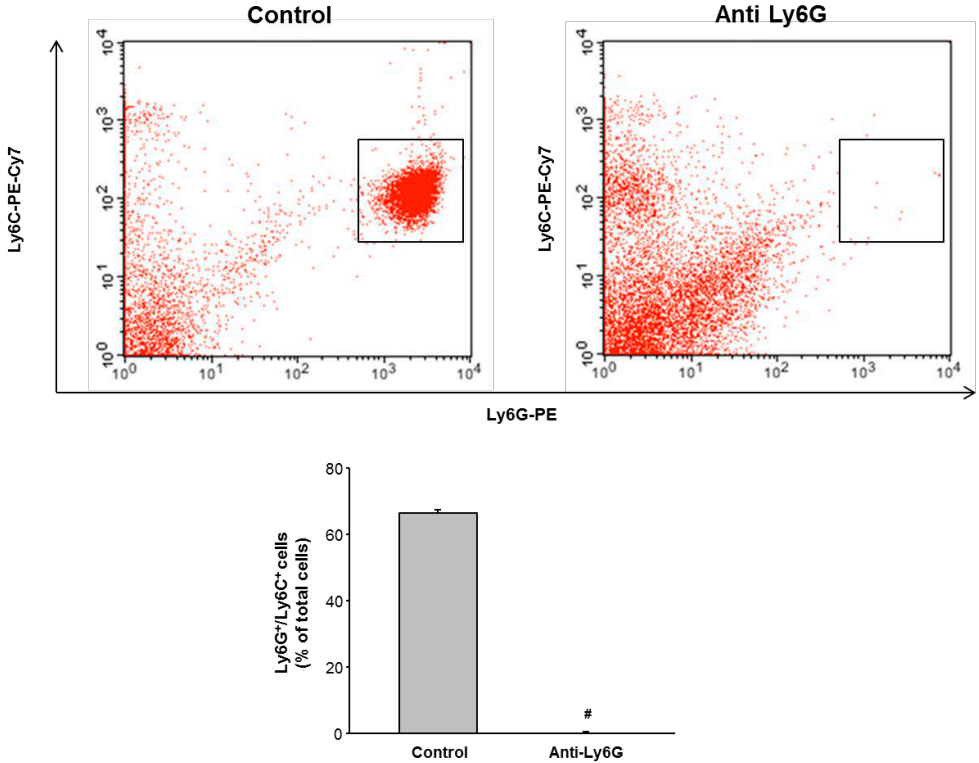 Control
Anti Ly6G
Ly6C-PE-Cy7
10⁴
10³
10²
10¹
10⁰
10⁰ 10¹ 10² 10³ 10⁴
Ly6C-PE-Cy7
10⁴
10³
10²
10¹
10⁰
10⁰ 10¹ 10² 10³ 10⁴
Ly6G-PE
Ly6G⁺/Ly6C⁺ cells
(% of total cells)
80
60
40
20
0
#
Control Anti-Ly6G